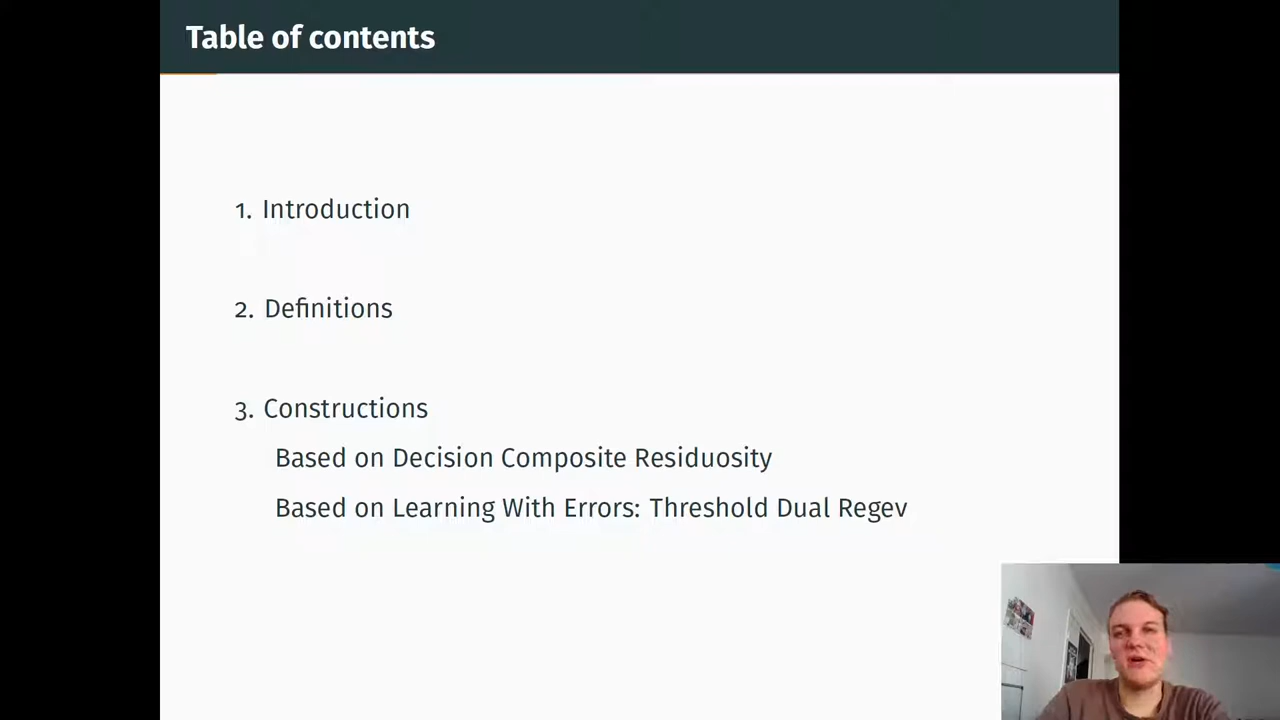 Table of contents
1. Introduction
2. Definitions
3. Constructions
Based on Decision Composite Residuosity
Based on Learning With Errors: Threshold Dual Regev